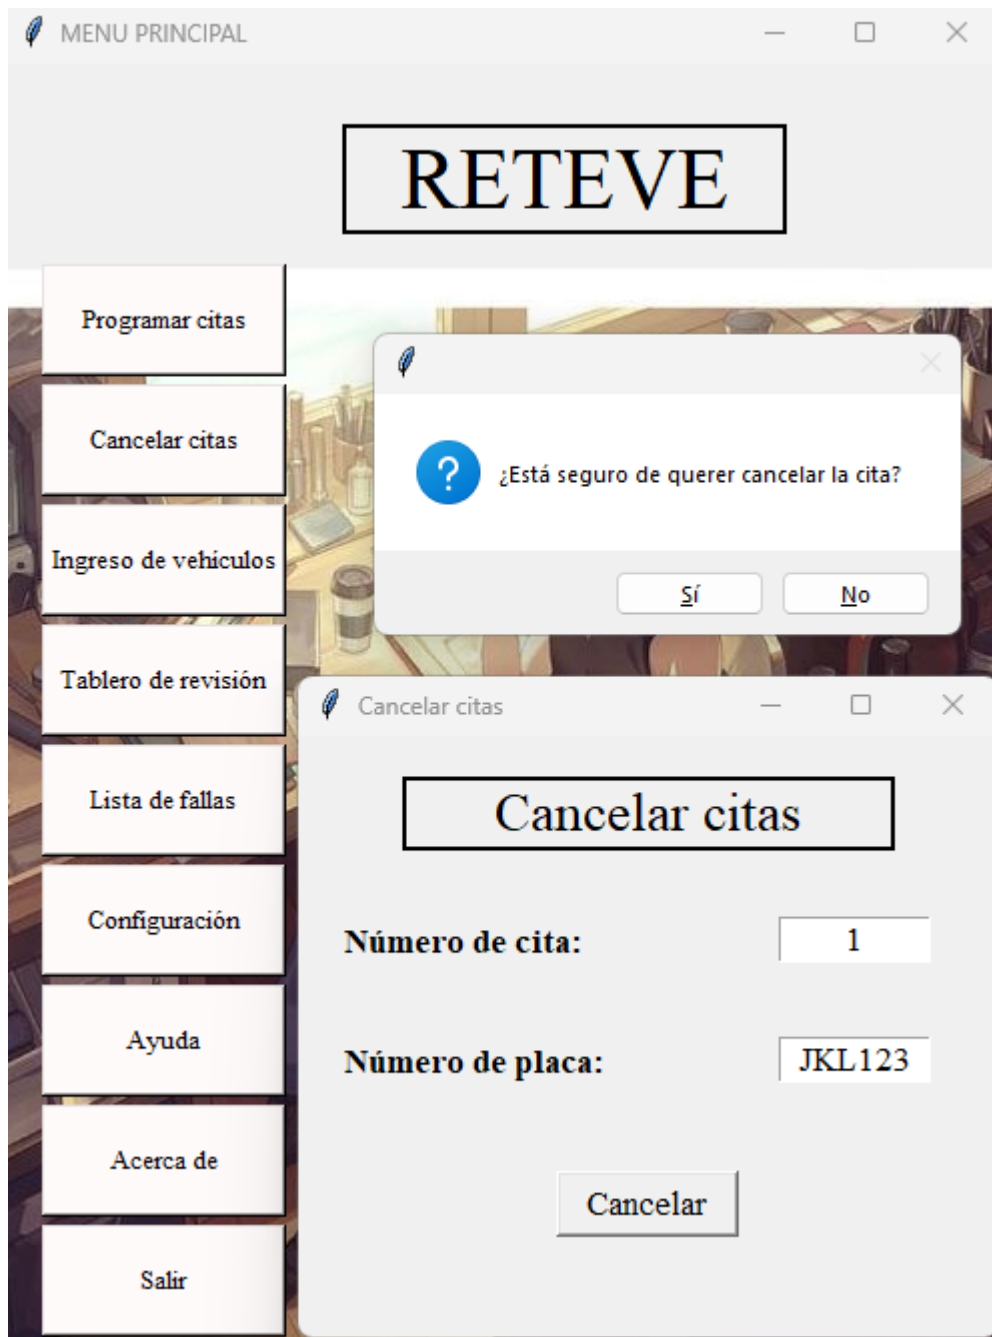 MENU PRINCIPAL
RETEVE
Programar citas
Cancelar citas
Ingreso de vehículos
Tablero de revisión
Lista de fallas
Configuración
Ayuda
Acerca de
Salir
¿Está seguro de querer cancelar la cita?
Sí No
Cancelar citas
Cancelar citas
Número de cita: 1
Número de placa: JKL123
Cancelar